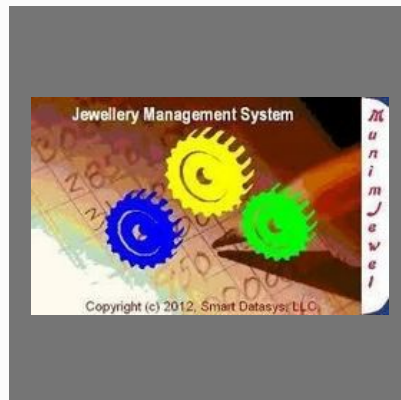 Jewellery Management System
MunimJewel
Copyright (c) 2012, Smart Datasys, LLC,